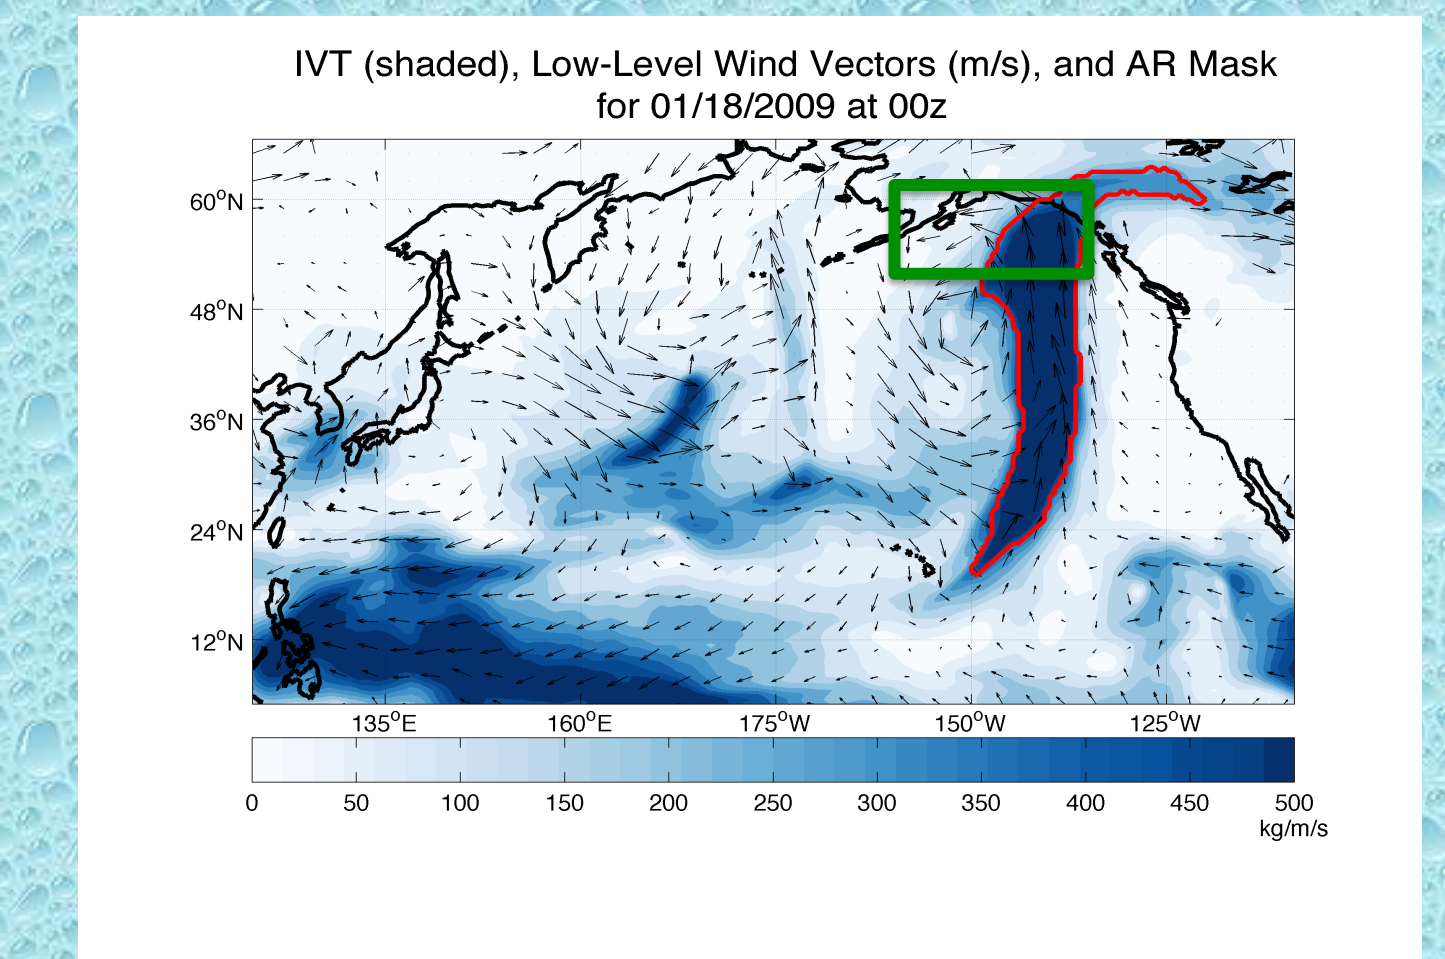 IVT (shaded), Low-Level Wind Vectors (m/s), and AR Mask
for 01/18/2009 at 00z
60°N
48°N
36°N
24°N
12°N
135°E 160°E 175°W 150°W 125°W
0 50 100 150 200 250 300 350 400 450 500
kg/m/s